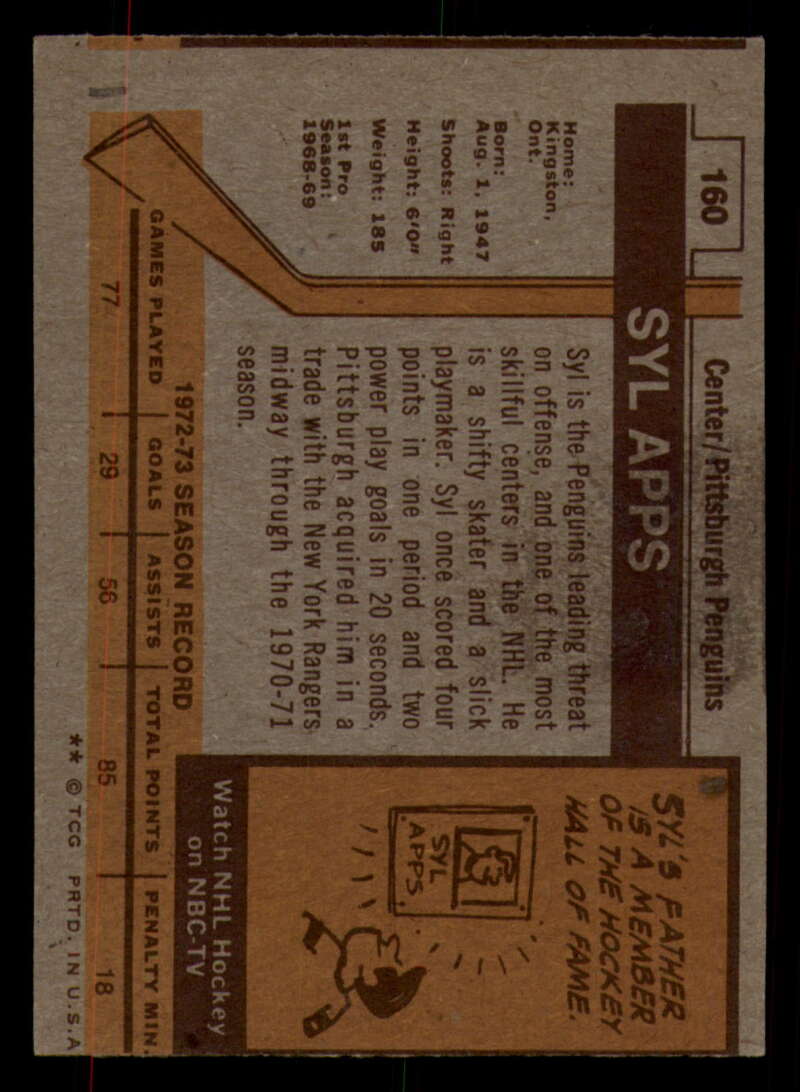 160
Center/Pittsburgh Penguins
SYL APPS
Home:
Kingston,
Ont.
Born:
Aug. 1, 1947
Shoots: Right
Height: 6'0"
Weight: 185
1st Pro
Season:
1968-69
Syl is the Penguins leading threat
on offense, and one of the most
skillful centers in the NHL. He
is a shifty skater and a slick
playmaker. Syl once scored four
points in one period and two
power play goals in 20 seconds.
Pittsburgh acquired him in a
trade with the New York Rangers
midway through the 1970-71
season.
SYL'S FATHER
IS A MEMBER
OF THE HOCKEY
HALL OF FAME.
SYL
APPS
Watch NHL Hockey
on NBC-TV
1972-73 SEASON RECORD
GAMES PLAYED GOALS ASSISTS TOTAL POINTS PENALTY MIN.
77 29 56 85 18
** © TCG PRTD. IN U.S.A